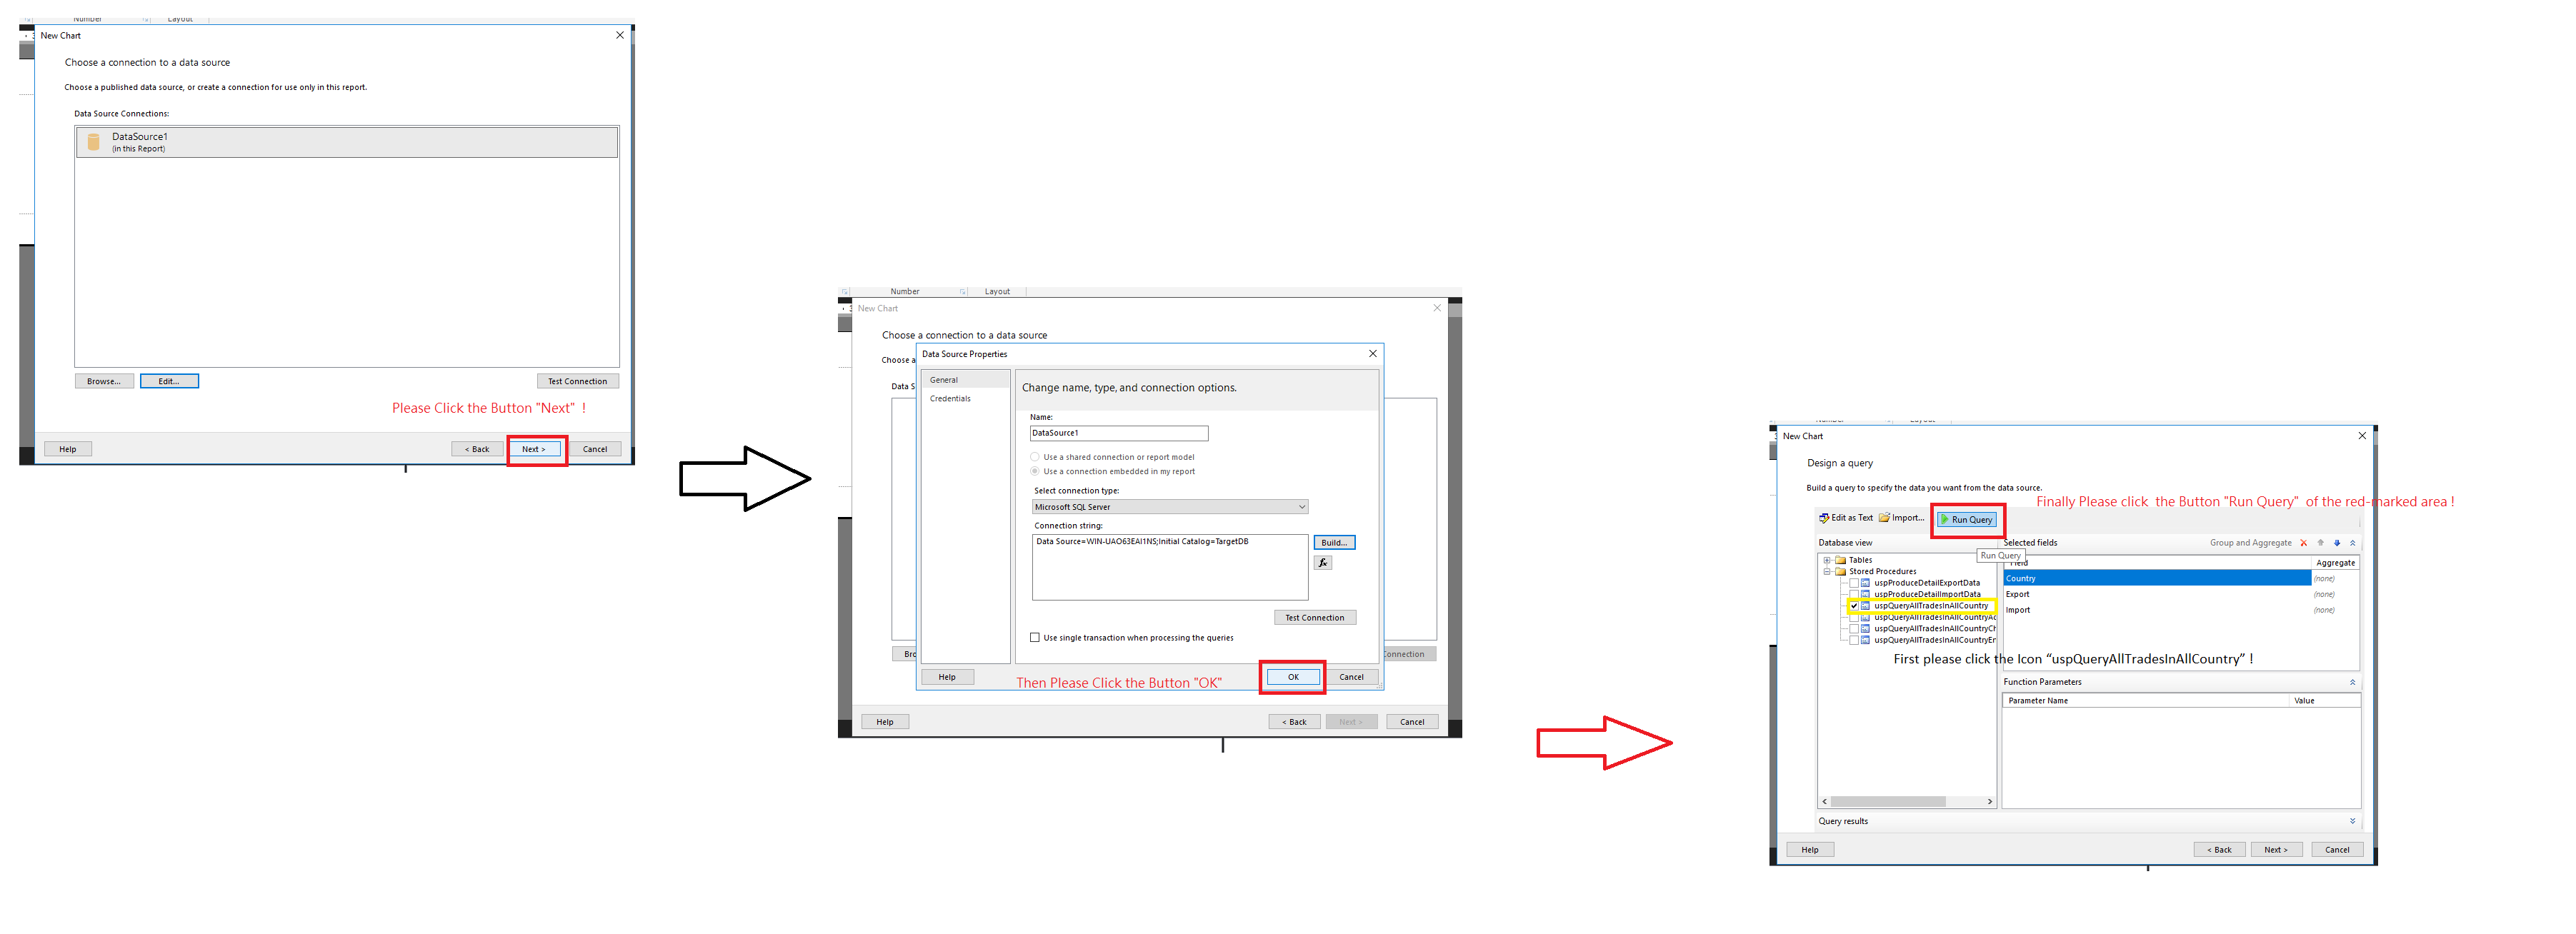 Number
Layout
New Chart
Choose a connection to a data source
Choose a published data source, or create a connection for use only in this report.
Data Source Connections:
DataSource1
(in this Report)
Browse...
Edit...
Test Connection
Please Click the Button "Next" !
Help
< Back
Next >
Cancel
Number
Layout
New Chart
Choose a connection to a data source
Choose a
Data S
Data Source Properties
General
Credentials
Change name, type, and connection options.
Name:
DataSource1
Use a shared connection or report model
Use a connection embedded in my report
Select connection type:
Microsoft SQL Server
Connection string:
Data Source=WIN-UAO63EAI1NS;Initial Catalog=TargetDB
Build...
fx
Test Connection
Use single transaction when processing the queries
Bro
onnection
Help
Then Please Click the Button "OK"
OK
Cancel
Help
< Back
Next >
Cancel
New Chart
Design a query
Build a query to specify the data you want from the data source.
Finally Please click the Button "Run Query" of the red-marked area !
Edit as Text
Import...
Run Query
Database view
Selected fields
Group and Aggregate
Run Query
Tables
Stored Procedures
uspProduceDetailExportData
uspProduceDetailImportData
uspQueryAllTradesInAllCountry
uspQueryAllTradesInAllCountryAc
uspQueryAllTradesInAllCountryCh
uspQueryAllTradesInAllCountryEr
Field
Aggregate
Country
(none)
Export
(none)
Import
(none)
First please click the Icon “uspQueryAllTradesInAllCountry” !
Function Parameters
Parameter Name
Value
Query results
Help
< Back
Next >
Cancel